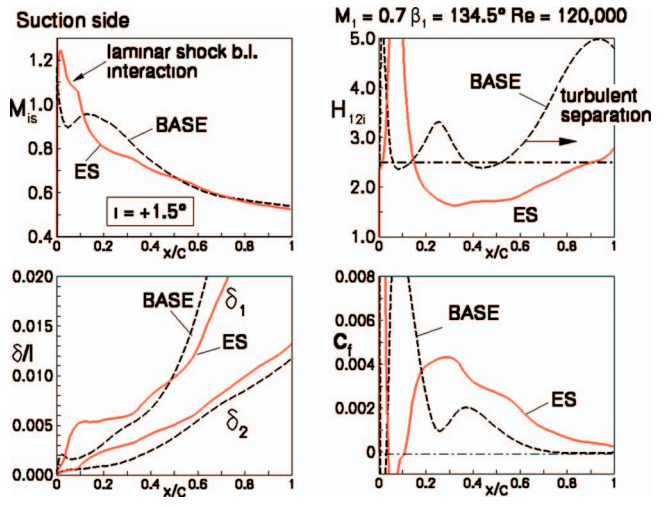 Suction side
M₁ = 0.7 β₁ = 134.5° Re = 120,000
1.2
M_is
1.0
0.8
0.6
0.4
laminar shock b.l.
interaction
BASE
ES
ı = +1.5°
0 0.2 0.4 0.6 0.8 1
x/c
5.0
H_12i
4.0
3.0
2.5
2.0
1.0
BASE
turbulent
separation
ES
0 0.2 0.4 0.6 0.8 1
x/c
0.020
0.015
δ/l
0.010
0.005
0.000
BASE
δ₁
ES
δ₂
0 0.2 0.4 0.6 0.8 1
x/c
0.008
0.006
C_f
0.004
0.002
0
BASE
ES
0 0.2 0.4 0.6 0.8 1
x/c